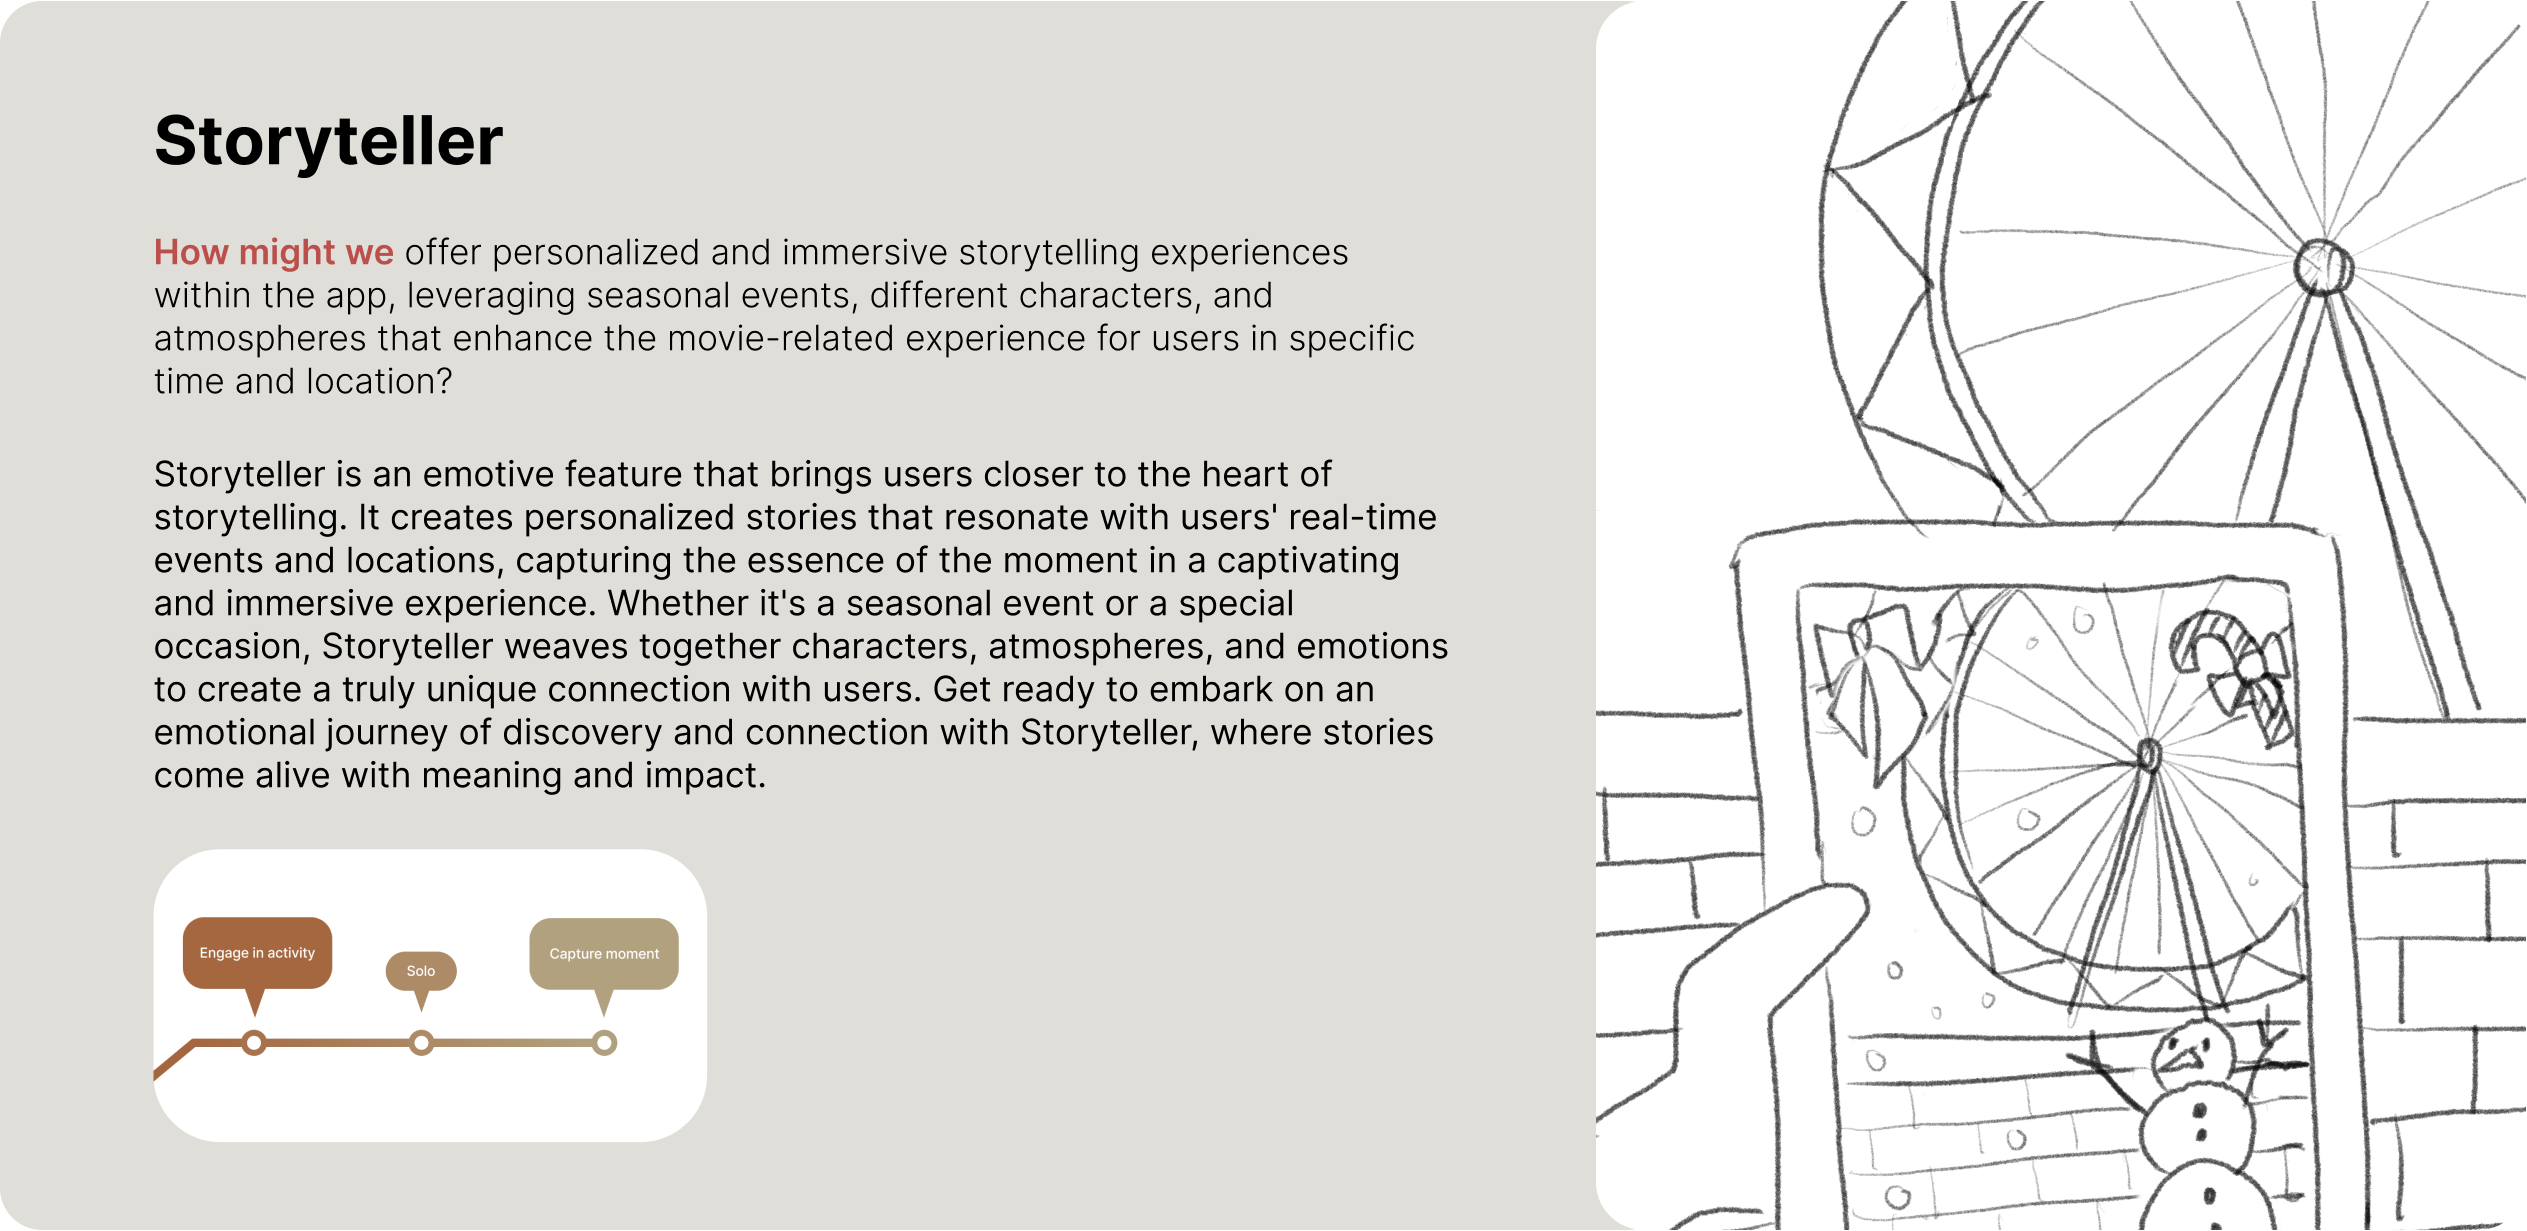 Storyteller
How might we offer personalized and immersive storytelling experiences
within the app, leveraging seasonal events, different characters, and
atmospheres that enhance the movie-related experience for users in specific
time and location?
Storyteller is an emotive feature that brings users closer to the heart of
storytelling. It creates personalized stories that resonate with users' real-time
events and locations, capturing the essence of the moment in a captivating
and immersive experience. Whether it's a seasonal event or a special
occasion, Storyteller weaves together characters, atmospheres, and emotions
to create a truly unique connection with users. Get ready to embark on an
emotional journey of discovery and connection with Storyteller, where stories
come alive with meaning and impact.
Engage in activity
Solo
Capture moment